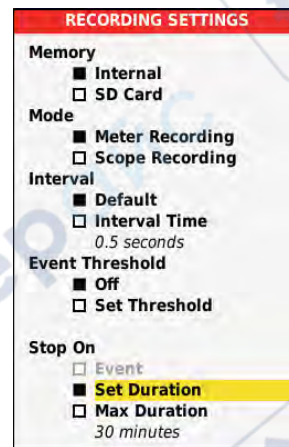 RECORDING SETTINGS
Memory
■ Internal
□ SD Card
Mode
■ Meter Recording
□ Scope Recording
Interval
■ Default
□ Interval Time
0.5 seconds
Event Threshold
■ Off
□ Set Threshold
Stop On
□ Event
■ Set Duration
□ Max Duration
30 minutes